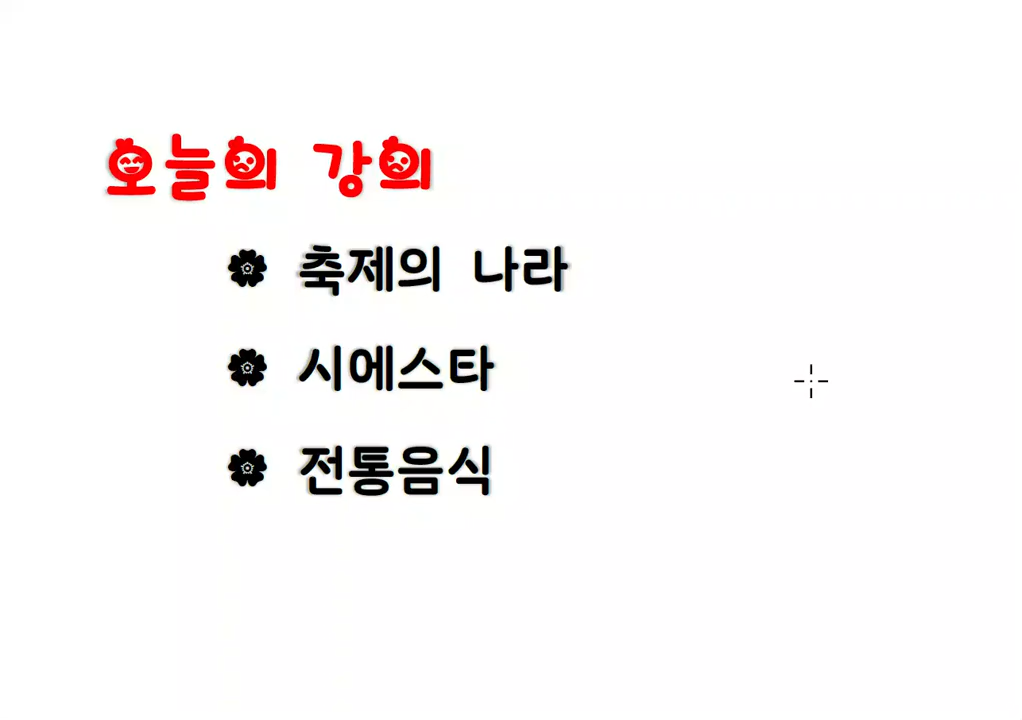 오늘의 강의
축제의 나라
시에스타
전통음식